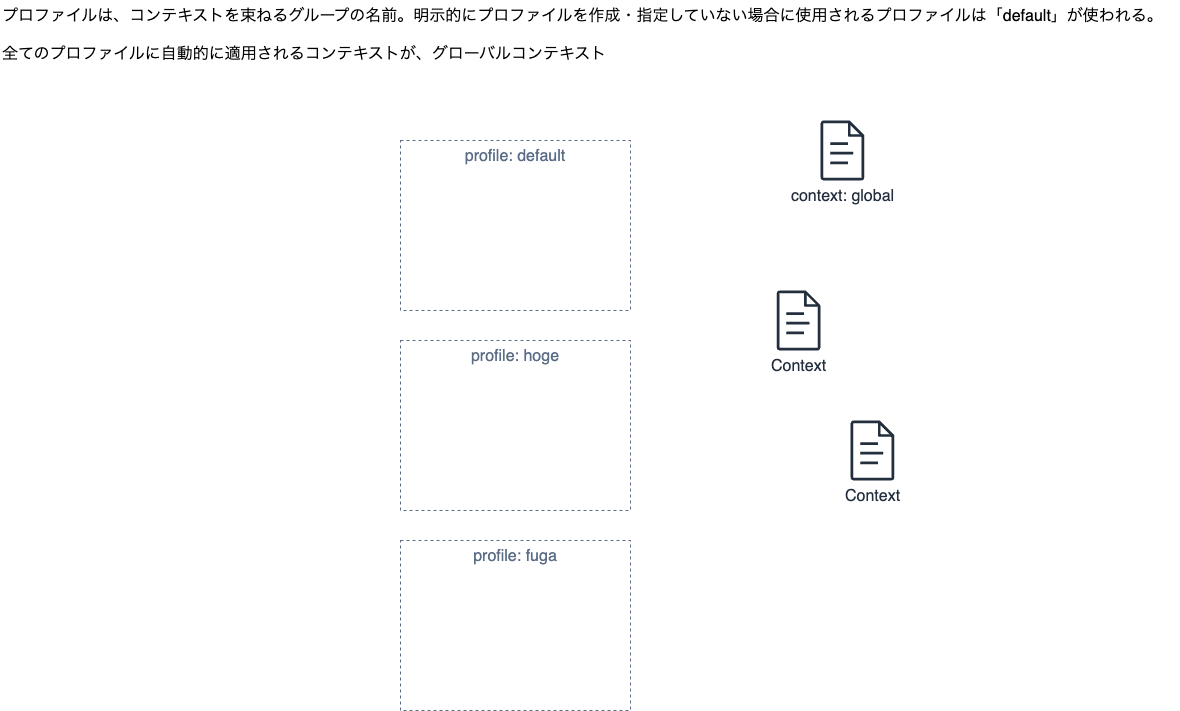 プロファイルは、コンテキストを束ねるグループの名前。明示的にプロファイルを作成・指定していない場合に使用されるプロファイルは「default」が使われる。
全てのプロファイルに自動的に適用されるコンテキストが、グローバルコンテキスト
profile: default
context: global
profile: hoge
Context
Context
profile: fuga